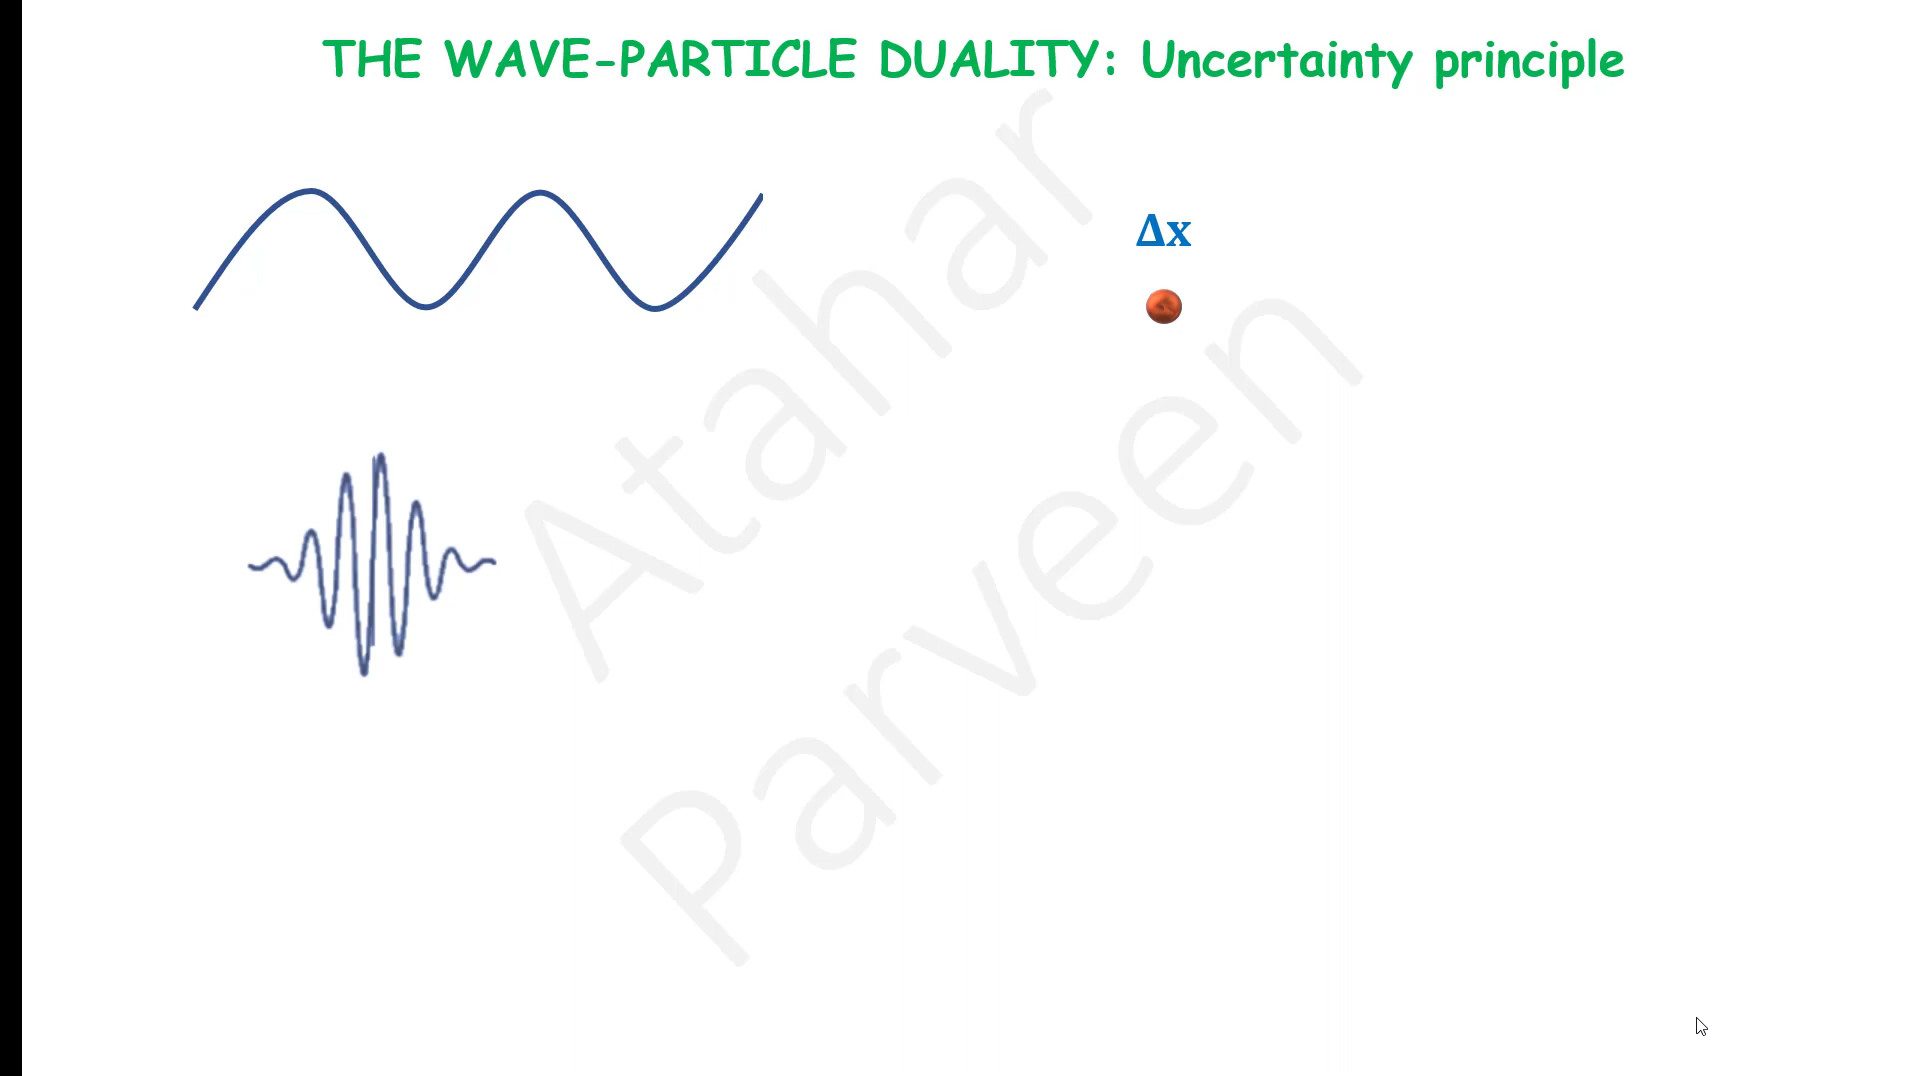 THE WAVE-PARTICLE DUALITY: Uncertainty principle
Δx
Atahar
Parveen